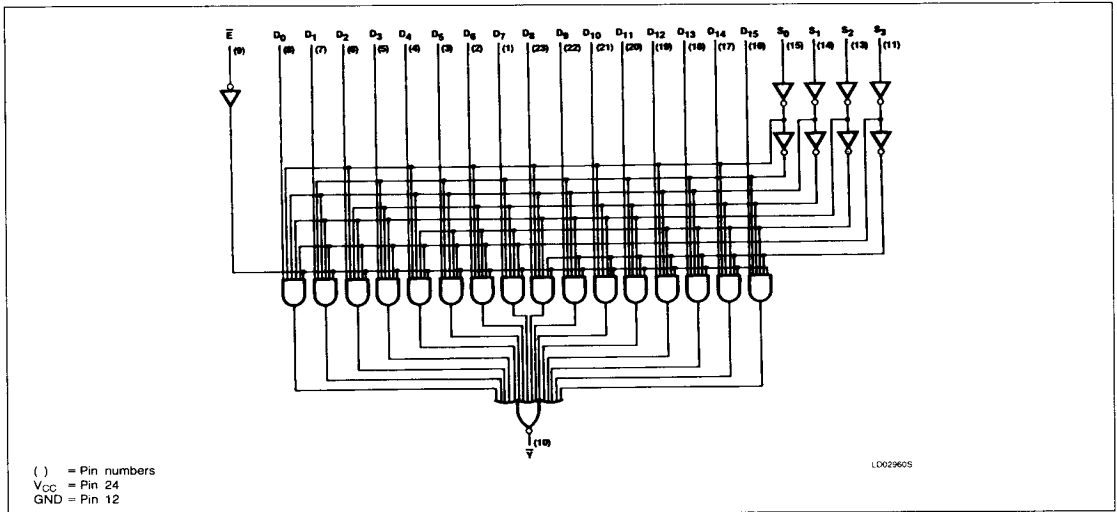 E̅ D0 D1 D2 D3 D4 D5 D6 D7 D8 D9 D10 D11 D12 D13 D14 D15 S0 S1 S2 S3
(9) (8) (7) (6) (5) (4) (3) (2) (1) (23) (22) (21) (20) (19) (18) (17) (16) (15) (14) (13) (11)
(10)
Y̅
LD02960S
( ) = Pin numbers
VCC = Pin 24
GND = Pin 12